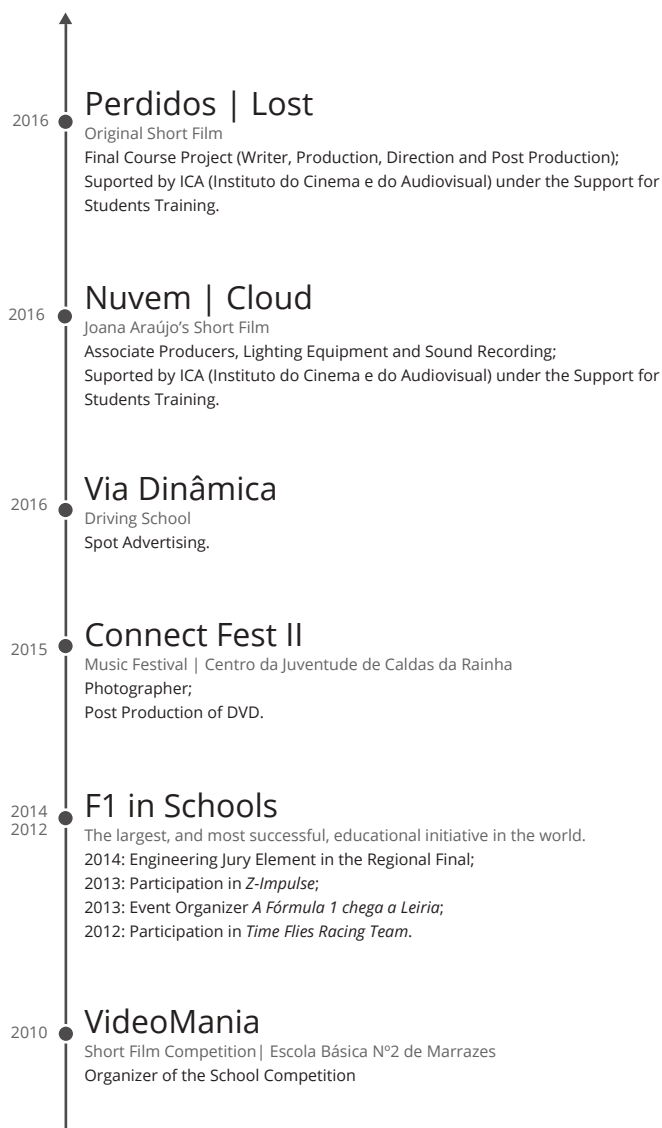 2016
Perdidos | Lost
Original Short Film
Final Course Project (Writer, Production, Direction and Post Production);
Suported by ICA (Instituto do Cinema e do Audiovisual) under the Support for
Students Training.
2016
Nuvem | Cloud
Joana Araújo’s Short Film
Associate Producers, Lighting Equipment and Sound Recording;
Suported by ICA (Instituto do Cinema e do Audiovisual) under the Support for
Students Training.
2016
Via Dinâmica
Driving School
Spot Advertising.
2015
Connect Fest II
Music Festival | Centro da Juventude de Caldas da Rainha
Photographer;
Post Production of DVD.
2014
2012
F1 in Schools
The largest, and most successful, educational initiative in the world.
2014: Engineering Jury Element in the Regional Final;
2013: Participation in Z-Impulse;
2013: Event Organizer A Fórmula 1 chega a Leiria;
2012: Participation in Time Flies Racing Team.
2010
VideoMania
Short Film Competition| Escola Básica Nº2 de Marrazes
Organizer of the School Competition